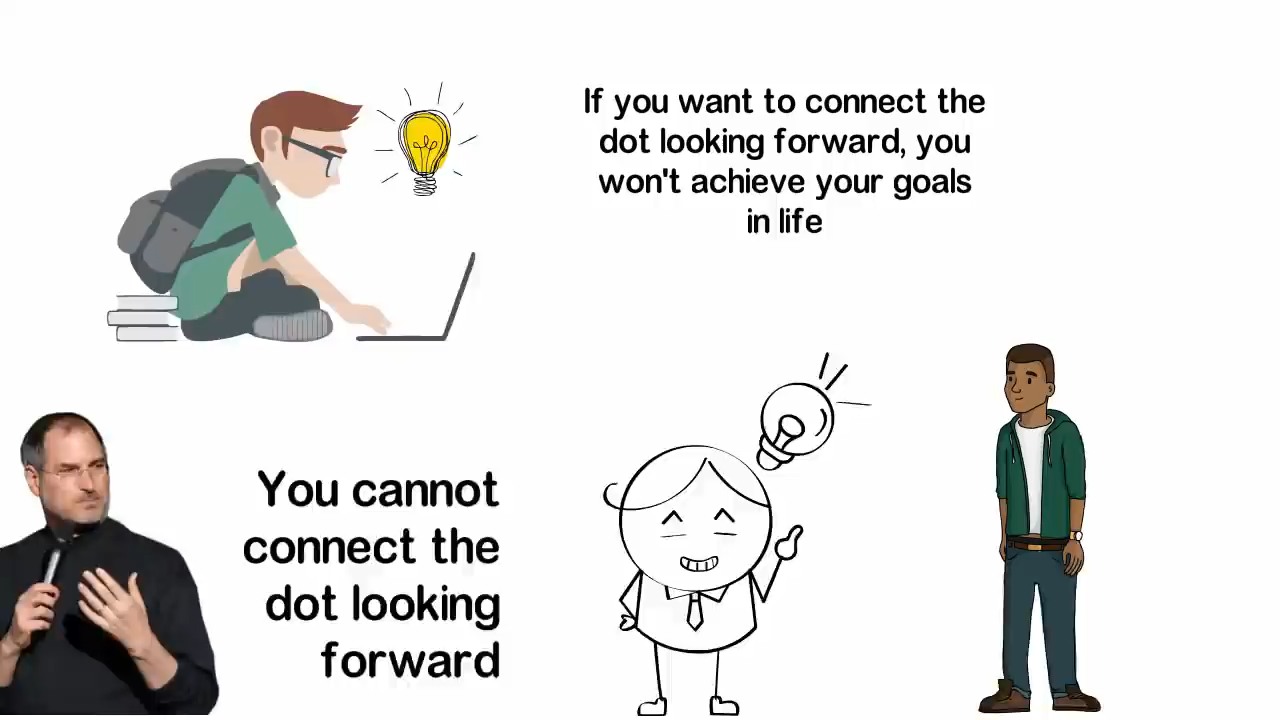 If you want to connect the
dot looking forward, you
won't achieve your goals
in life
You cannot
connect the
dot looking
forward